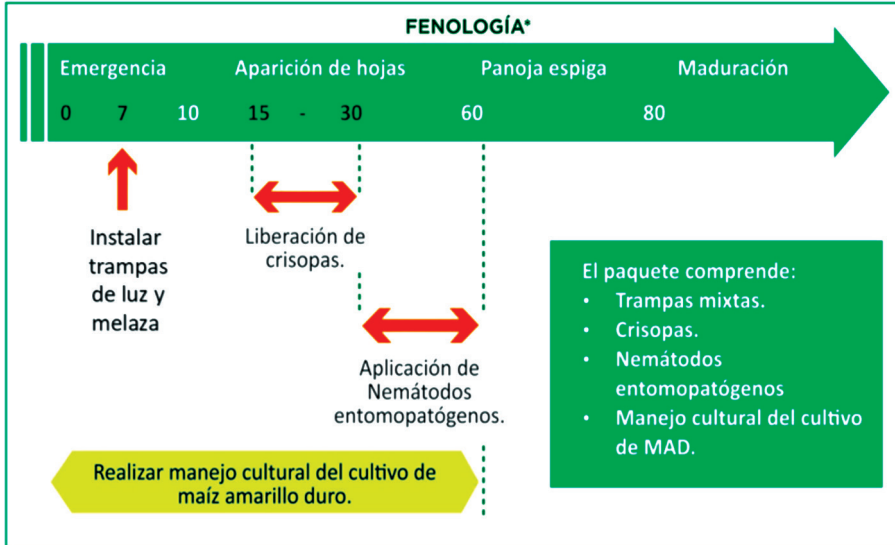 FENOLOGÍA*
Emergencia Aparición de hojas Panoja espiga Maduración
0 7 10 15 - 30 60 80
Instalar
trampas
de luz y
melaza
Liberación de
crisopas.
Aplicación de
Nemátodos
entomopatógenos.
Realizar manejo cultural del cultivo de
maíz amarillo duro.
El paquete comprende:
• Trampas mixtas.
• Crisopas.
• Nemátodos
entomopatógenos
• Manejo cultural del cultivo
de MAD.